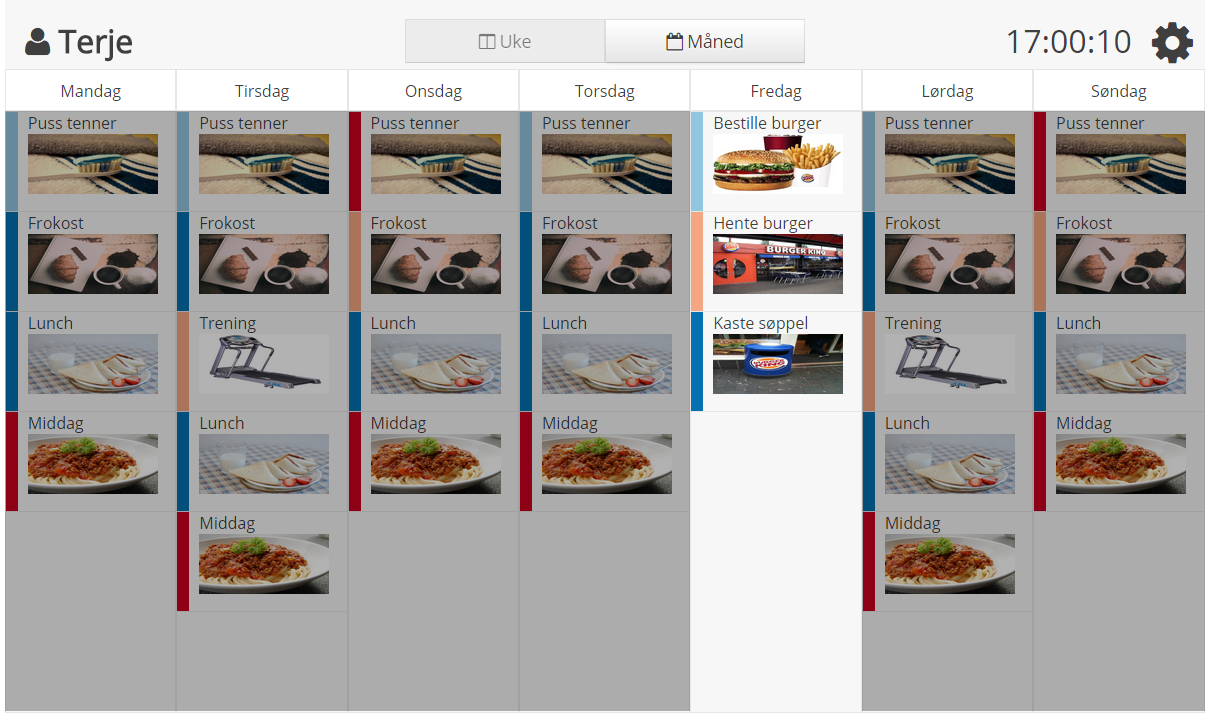 Terje
Uke
Måned
17:00:10
Mandag Tirsdag Onsdag Torsdag Fredag Lørdag Søndag
Puss tenner Puss tenner Puss tenner Puss tenner Bestille burger Puss tenner Puss tenner
Frokost Frokost Frokost Frokost Hente burger Frokost Frokost
BURGER KING
Lunch Trening Lunch Lunch Kaste søppel Trening Lunch
BURGER
KING
Middag Lunch Middag Middag Lunch Middag
Middag Middag